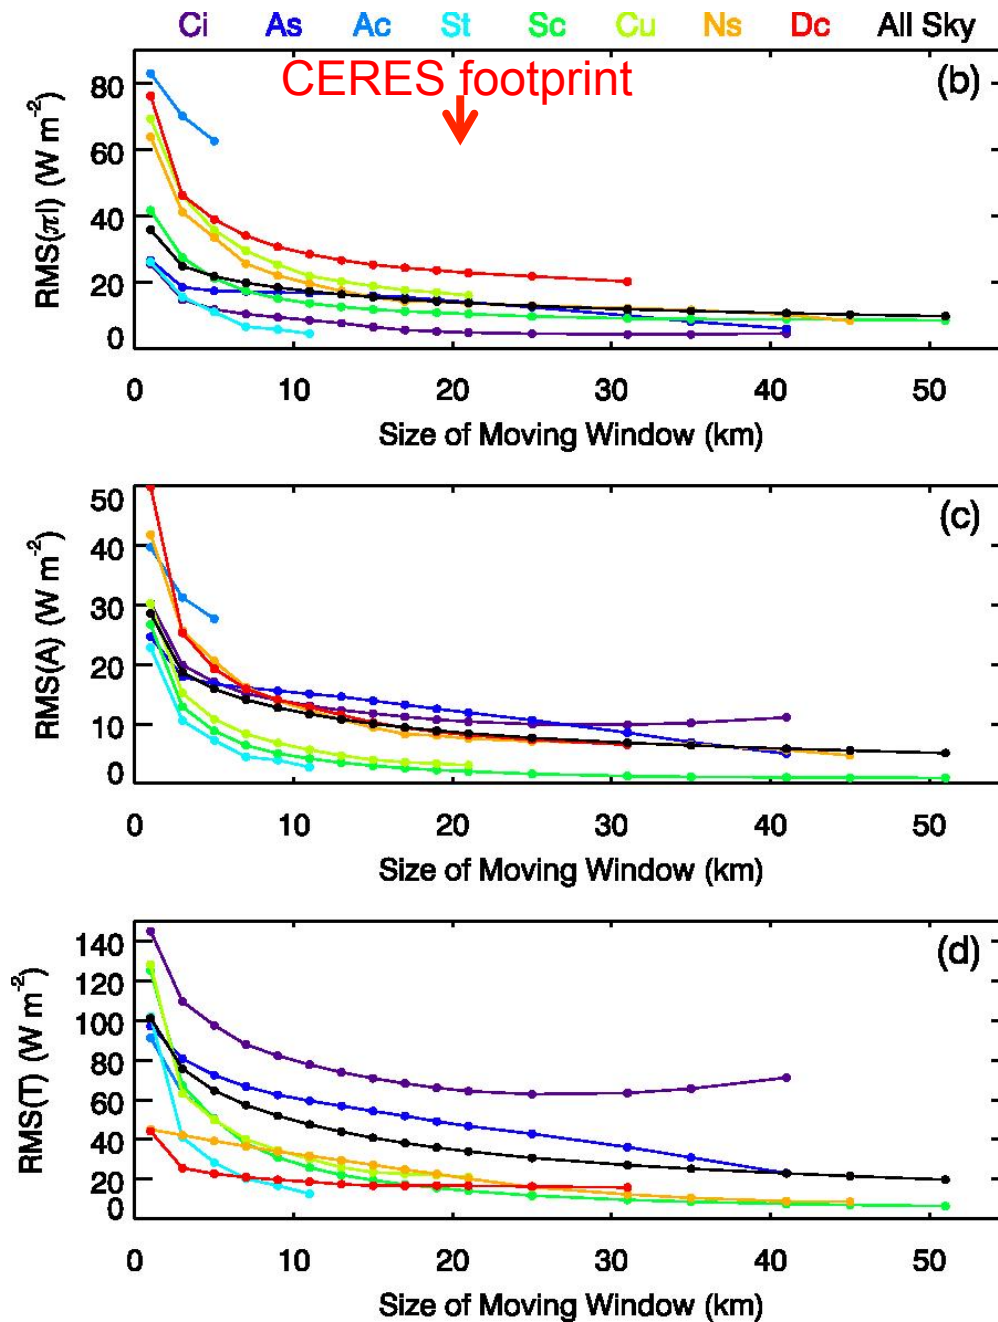 Ci As Ac St Sc Cu Ns Dc All Sky
CERES footprint
(b)
RMS(πI) (W m-2)
80
60
40
20
0
0 10 20 30 40 50
Size of Moving Window (km)
(c)
RMS(A) (W m-2)
50
40
30
20
10
0
0 10 20 30 40 50
Size of Moving Window (km)
(d)
RMS(T) (W m-2)
140
120
100
80
60
40
20
0
0 10 20 30 40 50
Size of Moving Window (km)